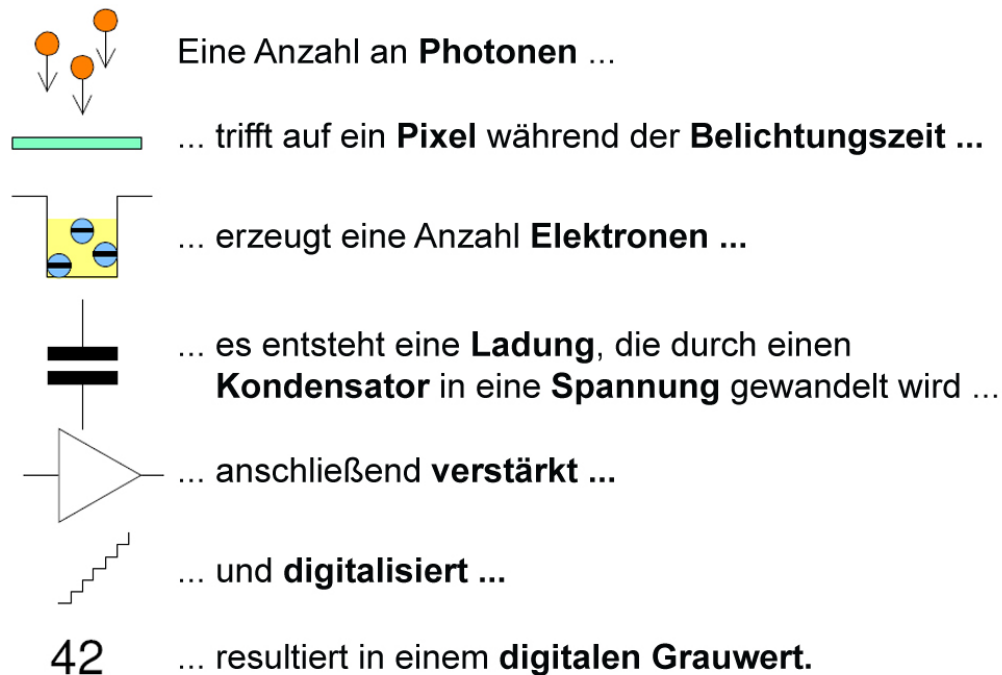 Eine Anzahl an Photonen ...
... trifft auf ein Pixel während der Belichtungszeit ...
... erzeugt eine Anzahl Elektronen ...
... es entsteht eine Ladung, die durch einen
Kondensator in eine Spannung gewandelt wird ...
... anschließend verstärkt ...
... und digitalisiert ...
42 ... resultiert in einem digitalen Grauwert.